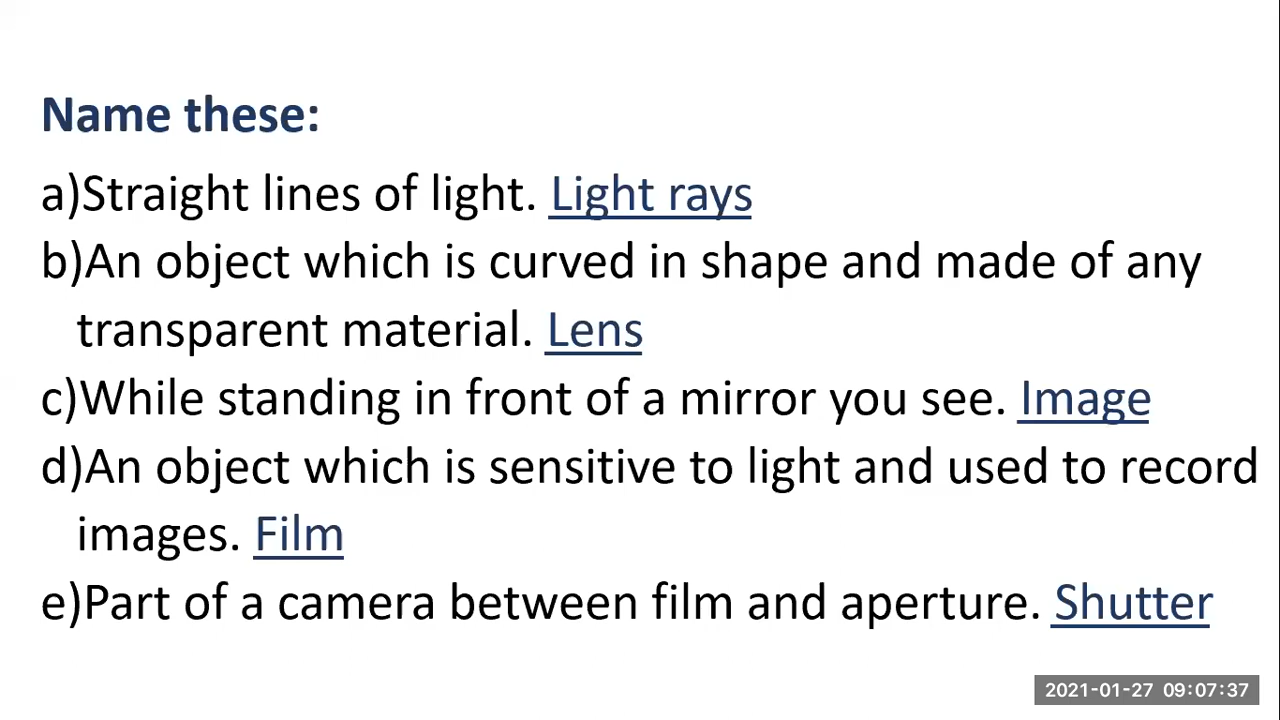 Name these:
a)Straight lines of light. Light rays
b)An object which is curved in shape and made of any
transparent material. Lens
c)While standing in front of a mirror you see. Image
d)An object which is sensitive to light and used to record
images. Film
e)Part of a camera between film and aperture. Shutter
2021-01-27 09:07:37